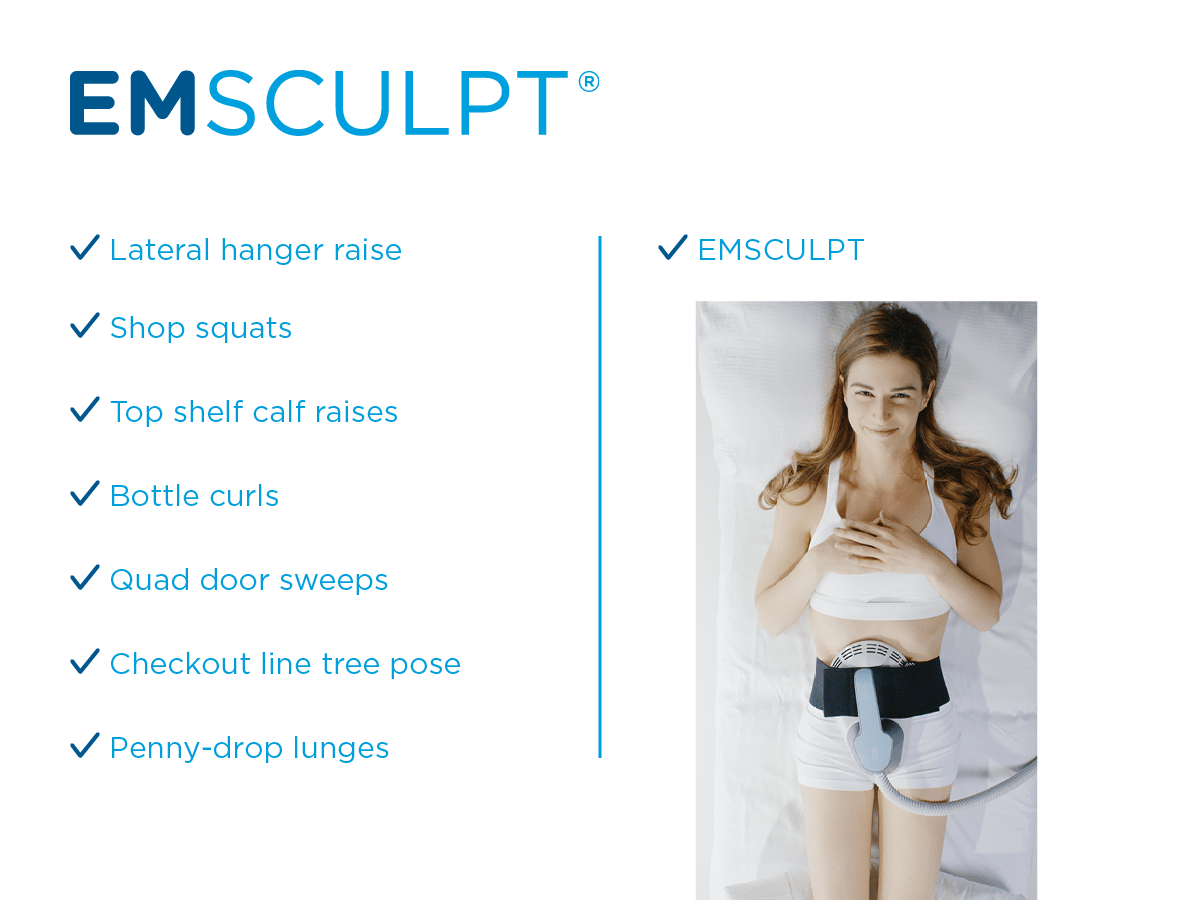 EMSCULPT®
Lateral hanger raise
Shop squats
Top shelf calf raises
Bottle curls
Quad door sweeps
Checkout line tree pose
Penny-drop lunges
EMSCULPT